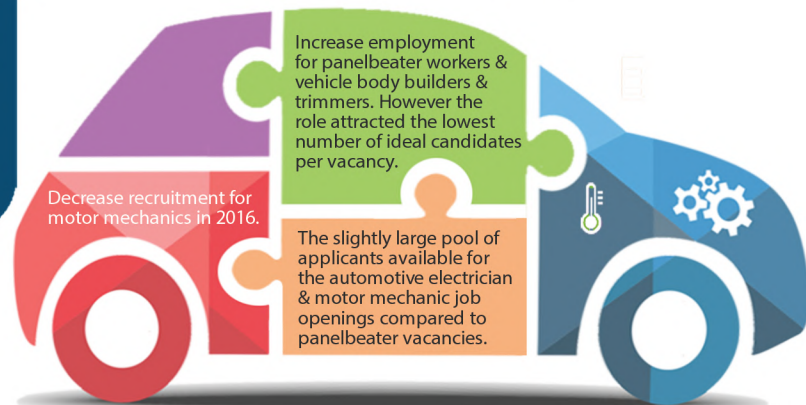 Increase employment
for panelbeater workers &
vehicle body builders &
trimmers. However the
role attracted the lowest
number of ideal candidates
per vacancy.
Decrease recruitment for
motor mechanics in 2016.
The slightly large pool of
applicants available for
the automotive electrician
& motor mechanic job
openings compared to
panelbeater vacancies.